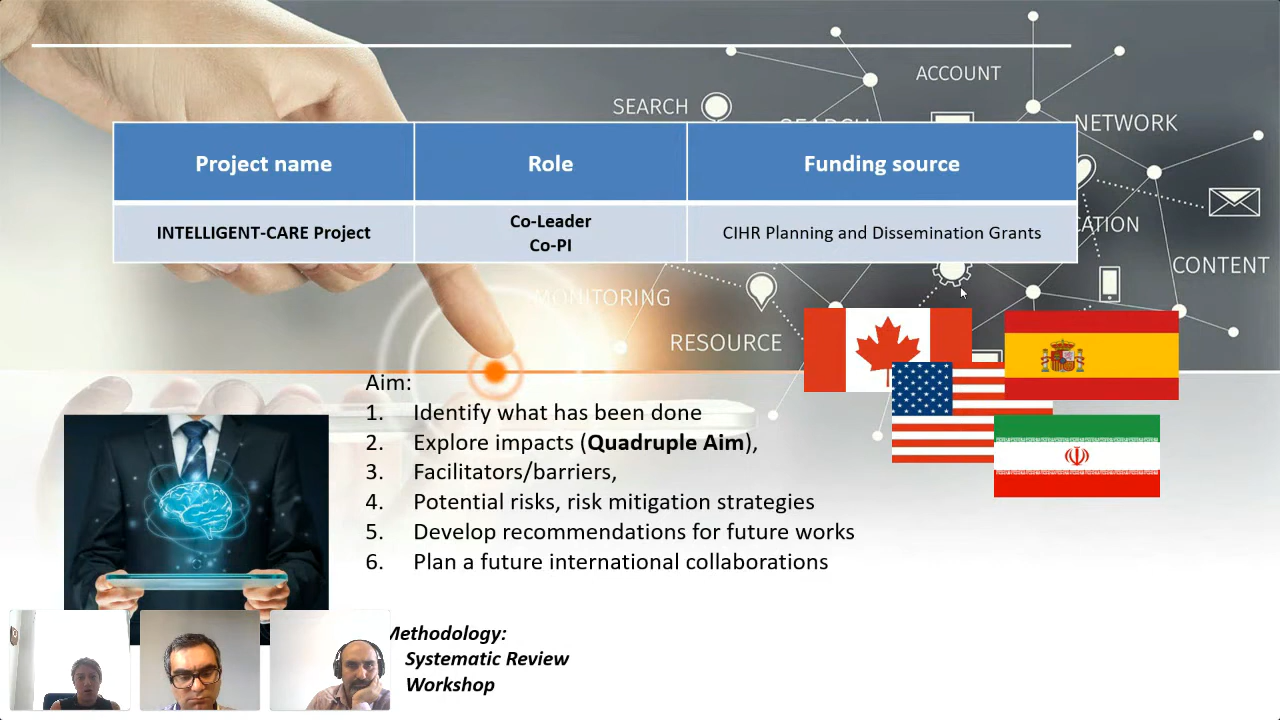 ACCOUNT
SEARCH
SEARCH
NETWORK
Project name
Role
Funding source
INTELLIGENT-CARE Project
Co-Leader
Co-PI
CIHR Planning and Dissemination Grants
CONTENT
MONITORING
RESOURCE
Aim:
1. Identify what has been done
2. Explore impacts (Quadruple Aim),
3. Facilitators/barriers,
4. Potential risks, risk mitigation strategies
5. Develop recommendations for future works
6. Plan a future international collaborations
Methodology:
Systematic Review
Workshop